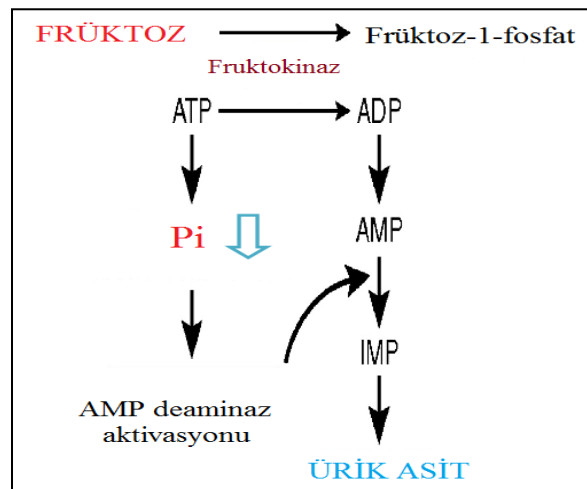 FRÜKTOZ Früktoz-1-fosfat
Fruktokinaz
ATP ADP
Pi AMP
IMP
AMP deaminaz
aktivasyonu
ÜRİK ASİT